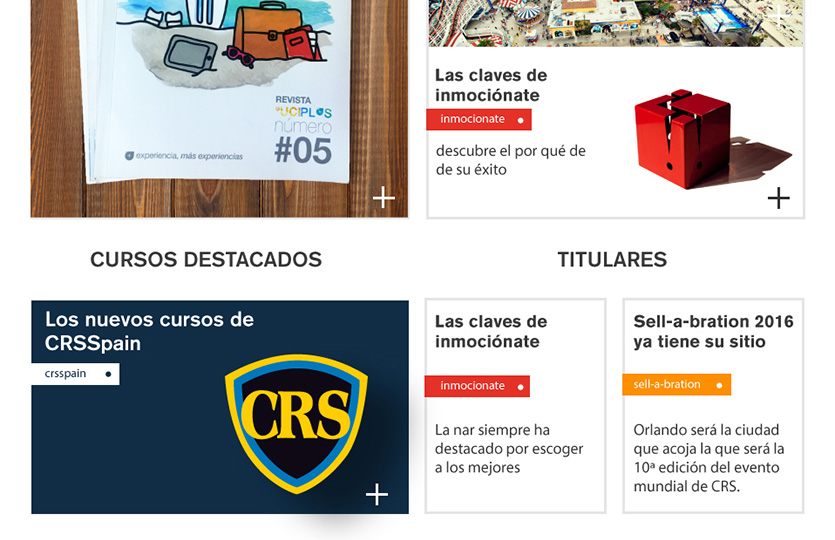 REVISTA
UCIPLUS
número
#05
experiencia, más experiencias
Las claves de
inmociónate
inmocionate
descubre el por qué de
de su éxito
CURSOS DESTACADOS
TITULARES
Los nuevos cursos de
CRSSpain
crsspain
CRS
Las claves de
inmociónate
inmocionate
La nar siempre ha
destacado por escoger
a los mejores
Sell-a-bration 2016
ya tiene su sitio
sell-a-bration
Orlando será la ciudad
que acoja la que será la
10ª edición del evento
mundial de CRS.